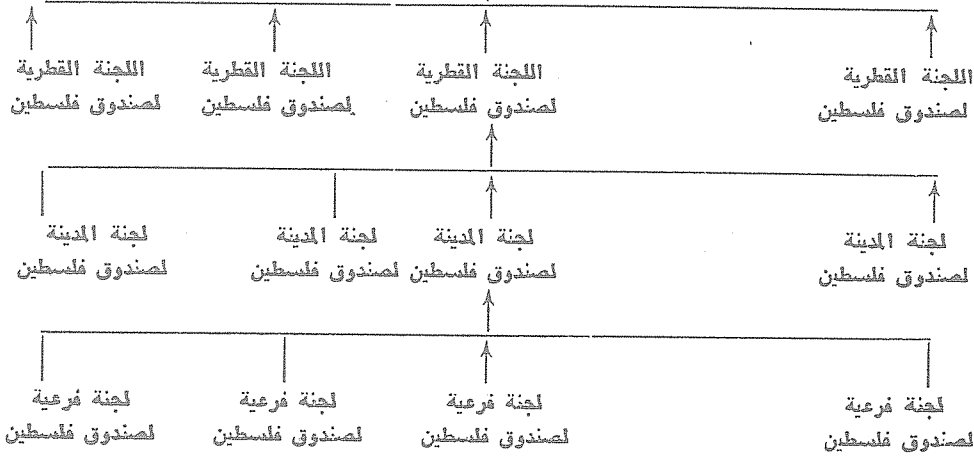 اللجنة القطرية اللجنة القطرية اللجنة القطرية اللجنة القطرية
لصندوق فلسطين لصندوق فلسطين لصندوق فلسطين لصندوق فلسطين
لجنة المدينة لجنة المدينة لجنة المدينة لجنة المدينة
لصندوق فلسطين لصندوق فلسطين لصندوق فلسطين لصندوق فلسطين
لجنة فرعية لجنة فرعية لجنة فرعية لجنة فرعية
لصندوق فلسطين لصندوق فلسطين لصندوق فلسطين لصندوق فلسطين